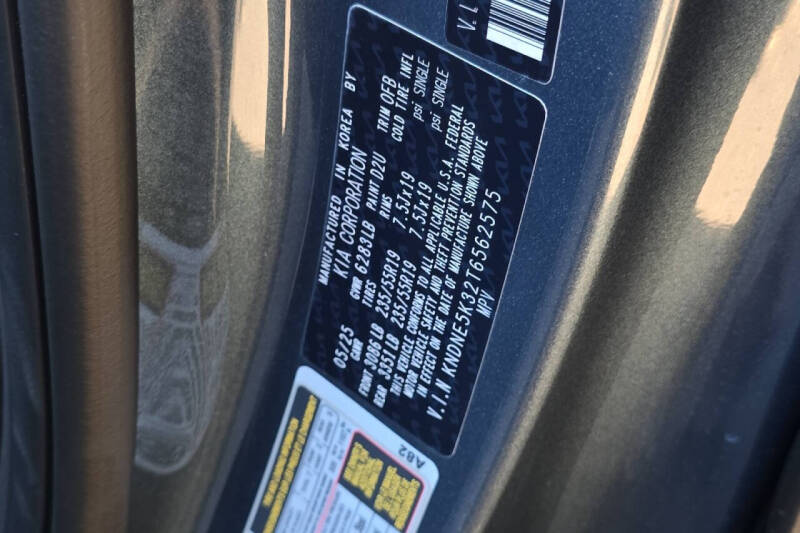 MANUFACTURED IN KOREA BY
KIA CORPORATION
05/25 GVWR 6283LB PAINT D2U TRIM OFB
GAWR TIRES RIMS COLD TIRE INFL
FRONT 3086LB 235/55R19 7.5Jx19 psi SINGLE
REAR 3351LB 235/55R19 7.5Jx19 psi SINGLE
THIS VEHICLE CONFORMS TO ALL APPLICABLE U.S.A. FEDERAL
MOTOR VEHICLE SAFETY AND THEFT PREVENTION STANDARDS
IN EFFECT ON THE DATE OF MANUFACTURE SHOWN ABOVE
V.I.N KNDNE5K32T6562575
MPV
A82
V.I